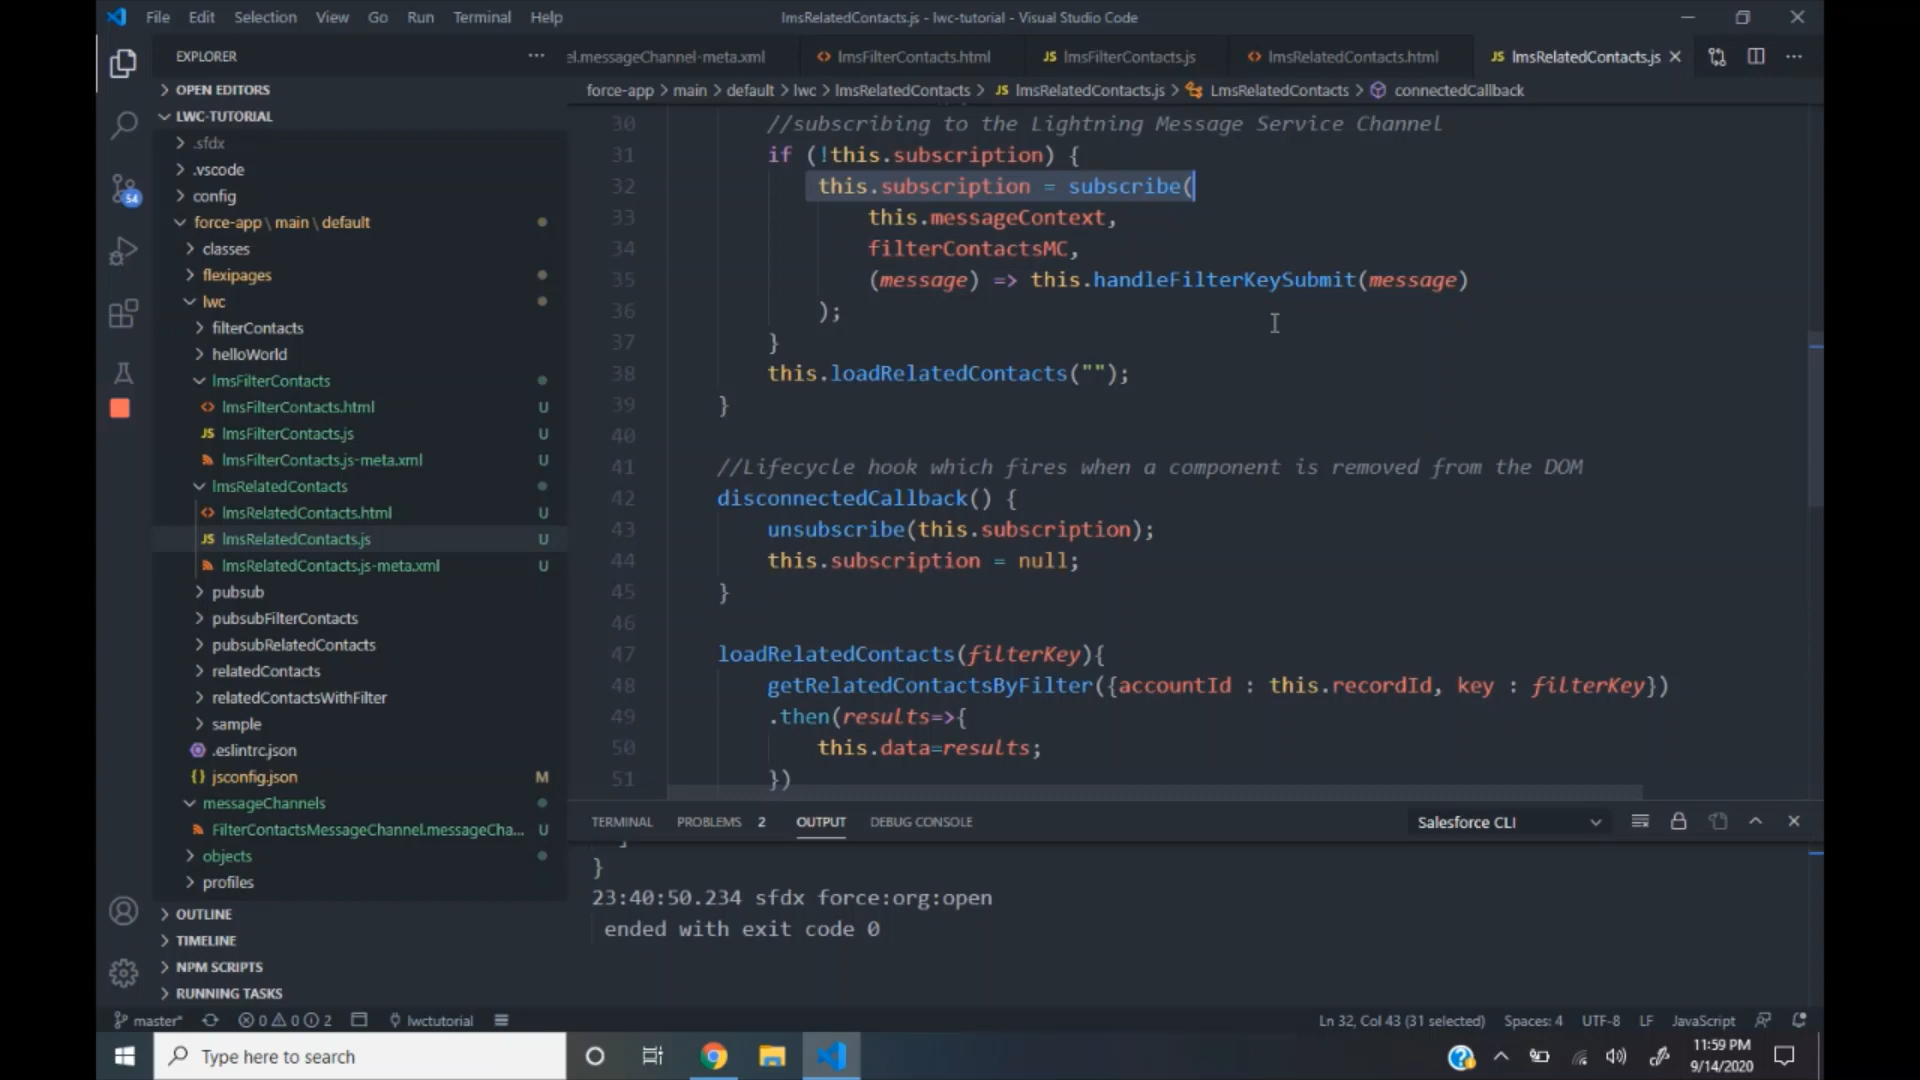 File Edit Selection View Go Run Terminal Help
lmsRelatedContacts.js - lwc-tutorial - Visual Studio Code
EXPLORER
el.messageChannel-meta.xml
<> lmsFilterContacts.html
JS lmsFilterContacts.js
<> lmsRelatedContacts.html
JS lmsRelatedContacts.js
force-app > main > default > lwc > lmsRelatedContacts > JS lmsRelatedContacts.js > LmsRelatedContacts > connectedCallback
OPEN EDITORS
LWC-TUTORIAL
.sfdx
.vscode
config
force-app \ main \ default
classes
flexipages
lwc
filterContacts
helloWorld
lmsFilterContacts
<> lmsFilterContacts.html U
JS lmsFilterContacts.js U
lmsFilterContacts.js-meta.xml U
lmsRelatedContacts
<> lmsRelatedContacts.html U
JS lmsRelatedContacts.js U
lmsRelatedContacts.js-meta.xml U
pubsub
pubsubFilterContacts
pubsubRelatedContacts
relatedContacts
relatedContactsWithFilter
sample
.eslintrc.json
{} jsconfig.json M
messageChannels
FilterContactsMessageChannel.messageCha... U
objects
profiles
OUTLINE
TIMELINE
NPM SCRIPTS
RUNNING TASKS
54
30 //subscribing to the Lightning Message Service Channel
31 if (!this.subscription) {
32 this.subscription = subscribe(
33 this.messageContext,
34 filterContactsMC,
35 (message) => this.handleFilterKeySubmit(message)
36 );
37 }
38 this.loadRelatedContacts("");
39 }
40
41 //Lifecycle hook which fires when a component is removed from the DOM
42 disconnectedCallback() {
43 unsubscribe(this.subscription);
44 this.subscription = null;
45 }
46
47 loadRelatedContacts(filterKey){
48 getRelatedContactsByFilter({accountId : this.recordId, key : filterKey})
49 .then(results=>{
50 this.data=results;
51 })
TERMINAL PROBLEMS 2 OUTPUT DEBUG CONSOLE
Salesforce CLI
}
23:40:50.234 sfdx force:org:open
ended with exit code 0
master* 0 0 2 lwctutorial
Ln 32, Col 43 (31 selected) Spaces: 4 UTF-8 LF JavaScript
Type here to search
11:59 PM
9/14/2020